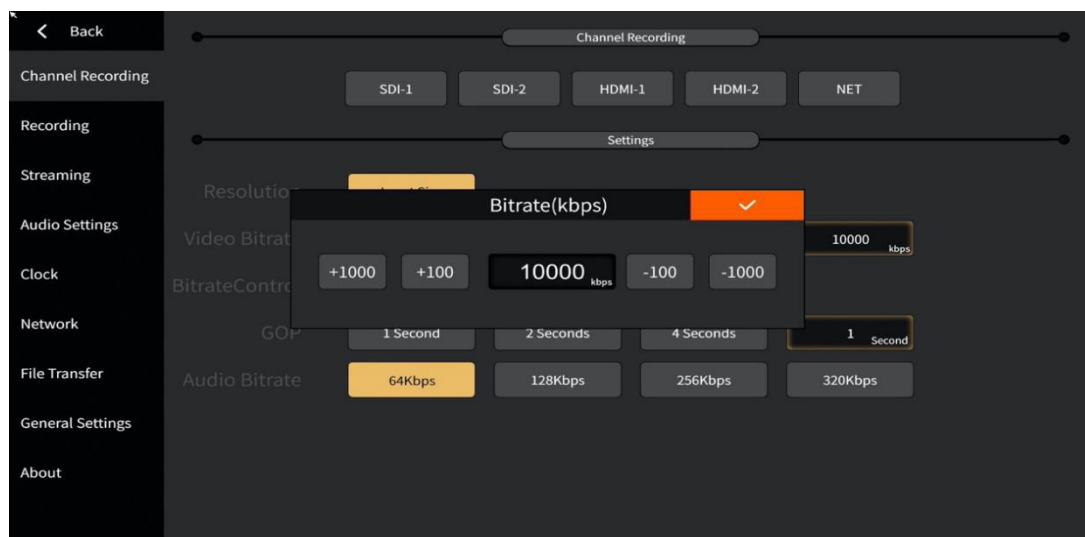 Back
Channel Recording
Recording
Streaming
Audio Settings
Clock
Network
File Transfer
General Settings
About
Channel Recording
SDI-1 SDI-2 HDMI-1 HDMI-2 NET
Settings
Bitrate(kbps)
+1000 +100 10000 kbps -100 -1000
Video 10000 kbps
GOP 1 Second 2 Seconds 4 Seconds 1 Second
Audio Bitrate 64Kbps 128Kbps 256Kbps 320Kbps